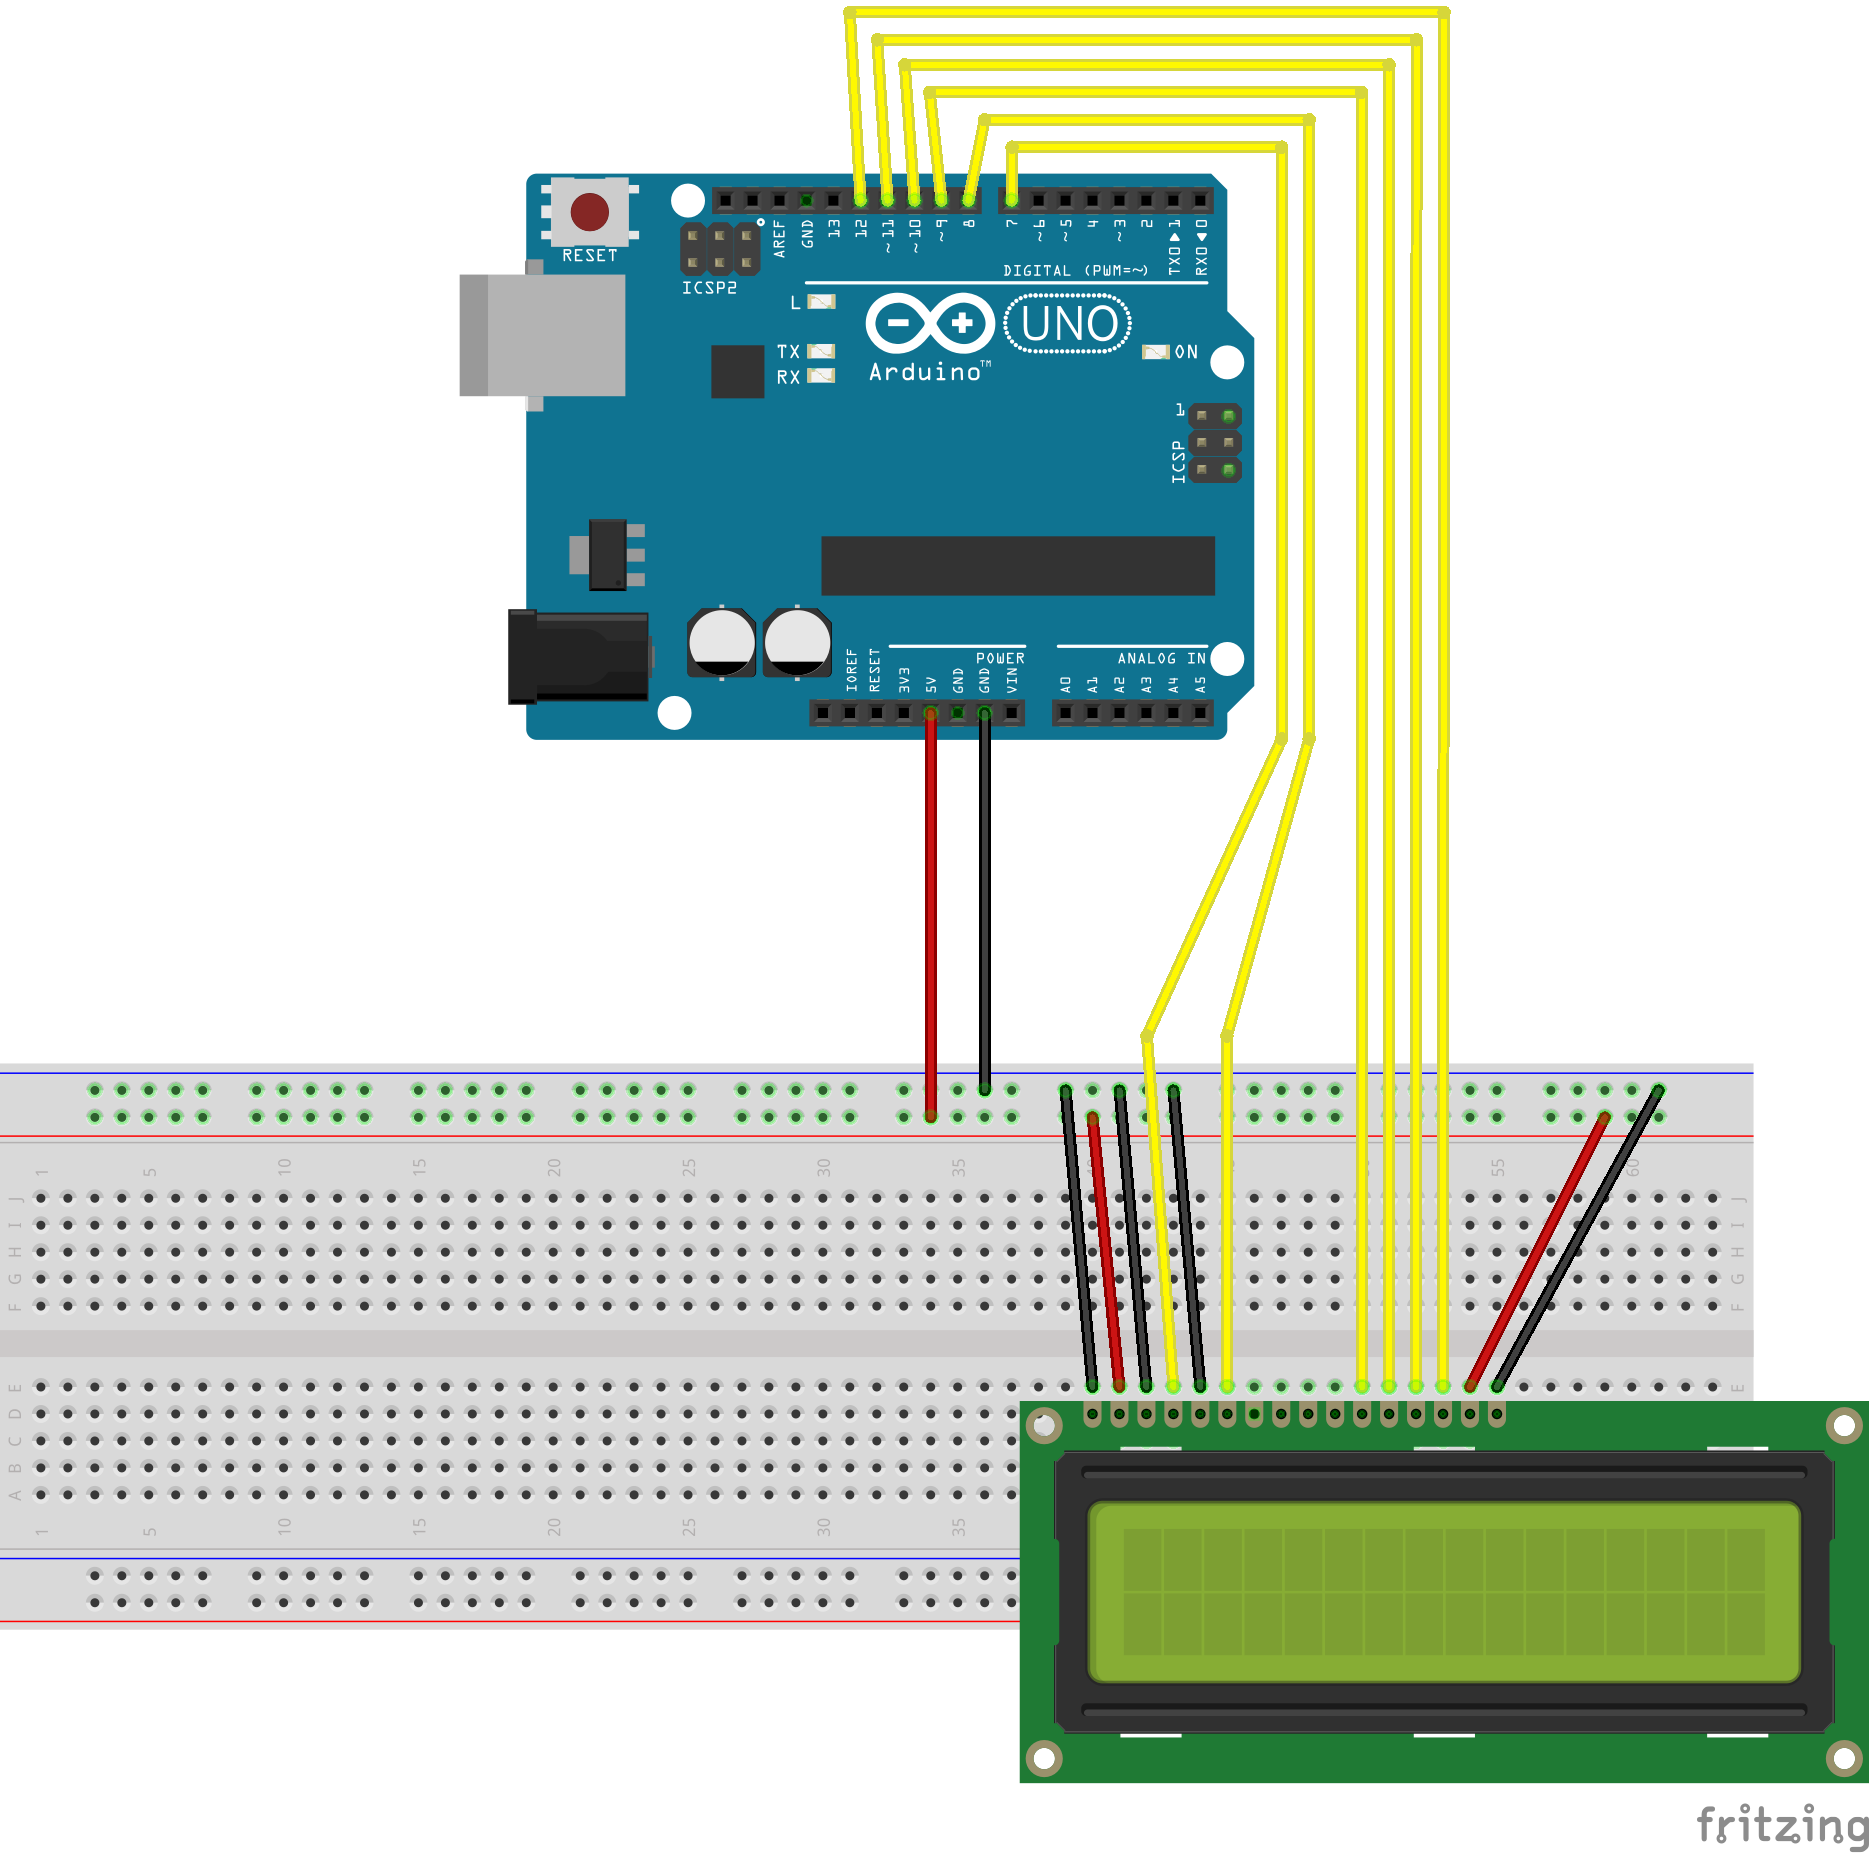 RESET
ICSP2
AREF
GND
13
12
~11
~10
~9
8
7
~6
~5
4
~3
2
TX0▶1
RX0◀0
DIGITAL (PWM=~)
L
TX
RX
Arduino™
UNO
ON
1
ICSP
IOREF
RESET
3V3
5V
GND
GND
VIN
POWER
ANALOG IN
A0
A1
A2
A3
A4
A5
1 5 10 15 20 25 30 35 55 60
J J
I I
H H
G G
F F
E E
D
C
B
A
1 5 10 15 20 25 30 35
fritzing